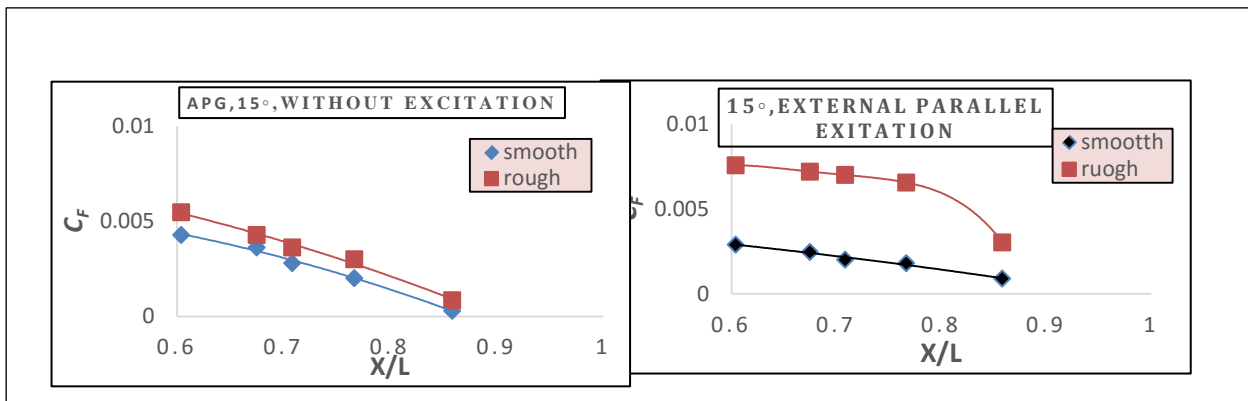 APG,15◦,WITHOUT EXCITATION
0.01
smooth
rough
0.005
C_F
0
0.6 0.7 0.8 0.9 1
X/L
15◦,EXTERNAL PARALLEL
EXITATION
0.01
smootth
ruogh
0.005
0
0.6 0.7 0.8 0.9 1
X/L